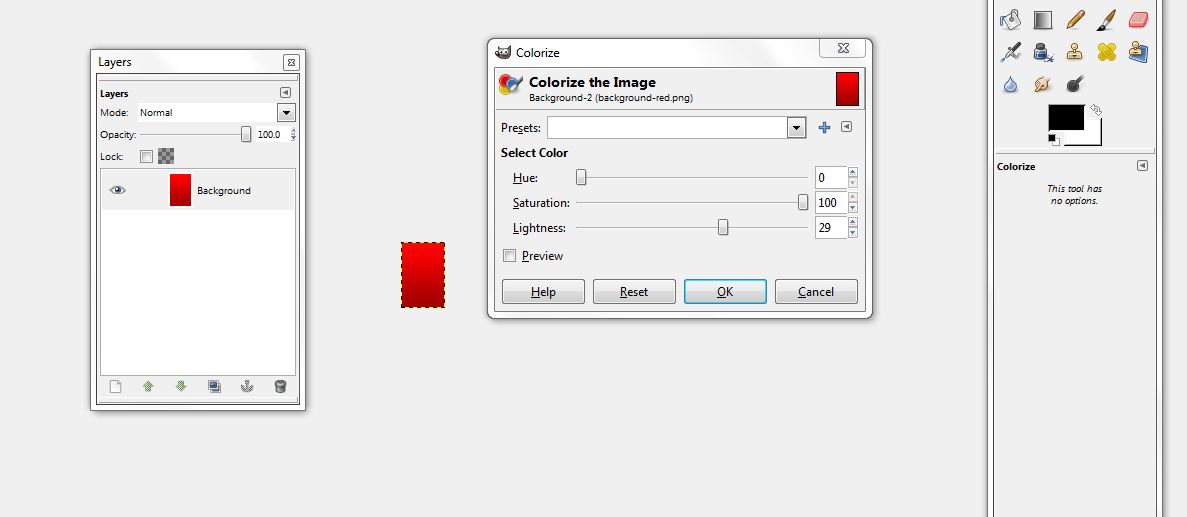 Layers
Layers
Mode: Normal
Opacity: 100.0
Lock:
Background
Colorize
Colorize the Image
Background-2 (background-red.png)
Presets:
Select Color
Hue: 0
Saturation: 100
Lightness: 29
Preview
Help Reset OK Cancel
Colorize
This tool has
no options.